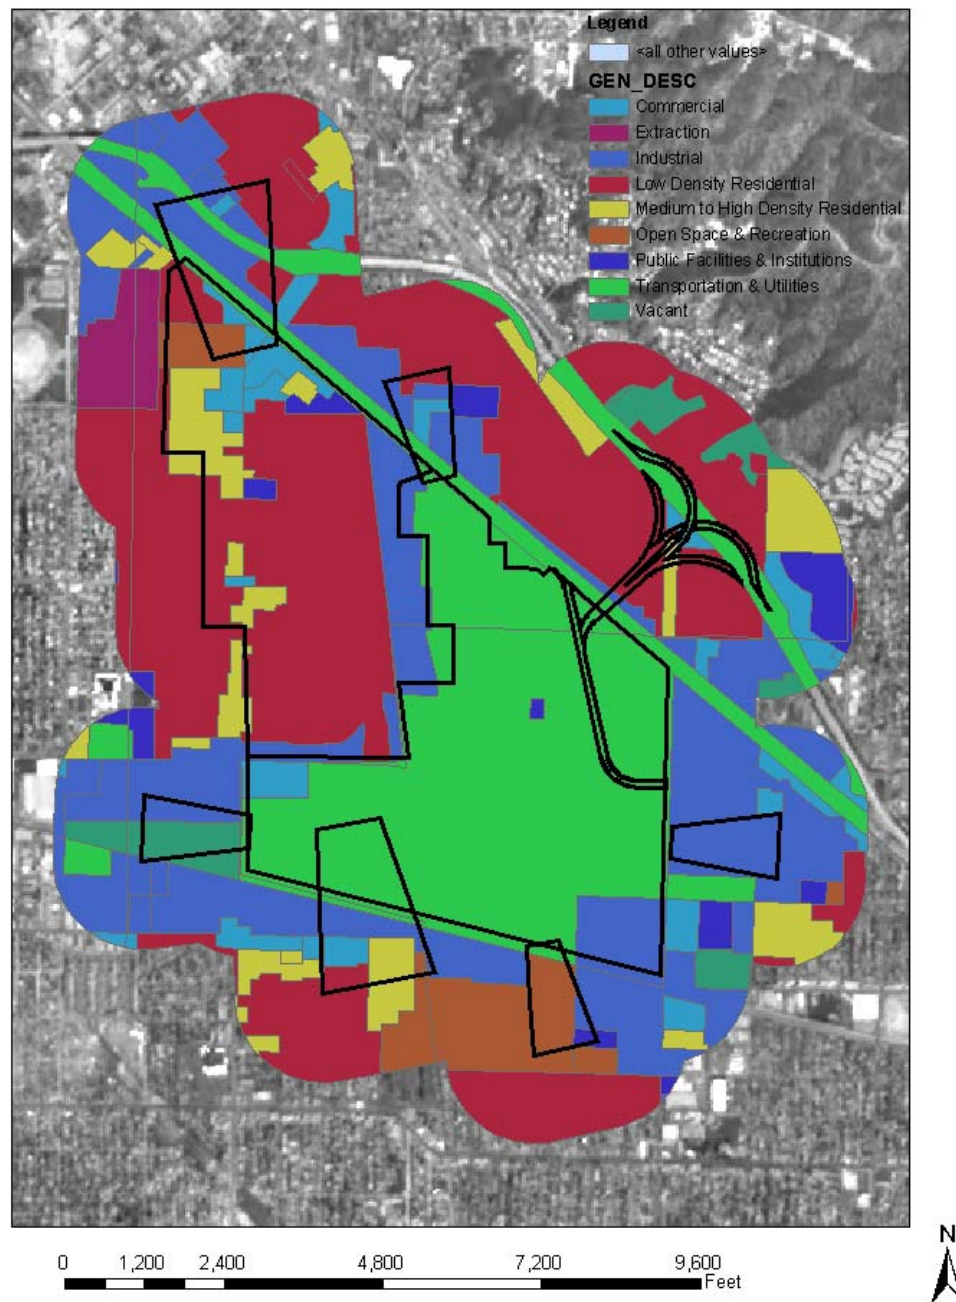 Legend
<all other values>
GEN_DESC
Commercial
Extraction
Industrial
Low Density Residential
Medium to High Density Residential
Open Space & Recreation
Public Facilities & Institutions
Transportation & Utilities
Vacant
N
0 1,200 2,400 4,800 7,200 9,600
Feet